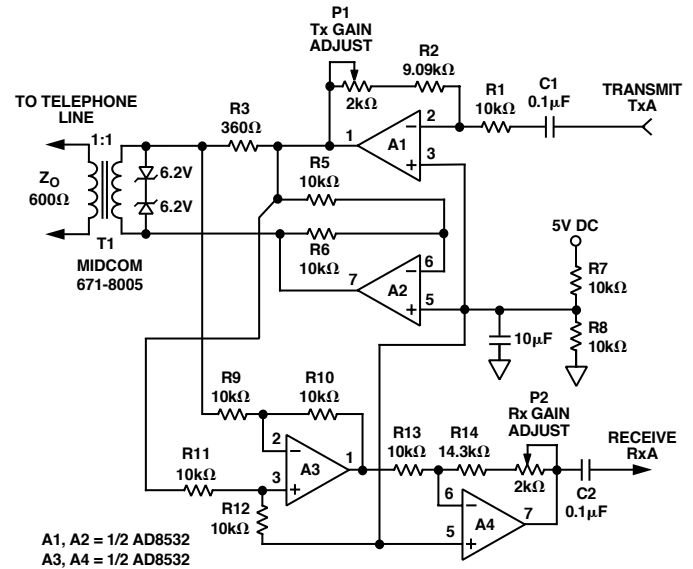 P1
Tx GAIN
ADJUST
2kΩ
R2
9.09kΩ
R1
10kΩ
C1
0.1μF
TRANSMIT
TxA
TO TELEPHONE
LINE
1:1
ZO
600Ω
T1
MIDCOM
671-8005
6.2V
6.2V
R3
360Ω
1
A1
2
3
R5
10kΩ
R6
10kΩ
7
A2
6
5
5V DC
R7
10kΩ
R8
10kΩ
10μF
R9
10kΩ
R10
10kΩ
R11
10kΩ
R12
10kΩ
2
3
A3
1
R13
10kΩ
R14
14.3kΩ
P2
Rx GAIN
ADJUST
2kΩ
6
5
A4
7
C2
0.1μF
RECEIVE
RxA
A1, A2 = 1/2 AD8532
A3, A4 = 1/2 AD8532